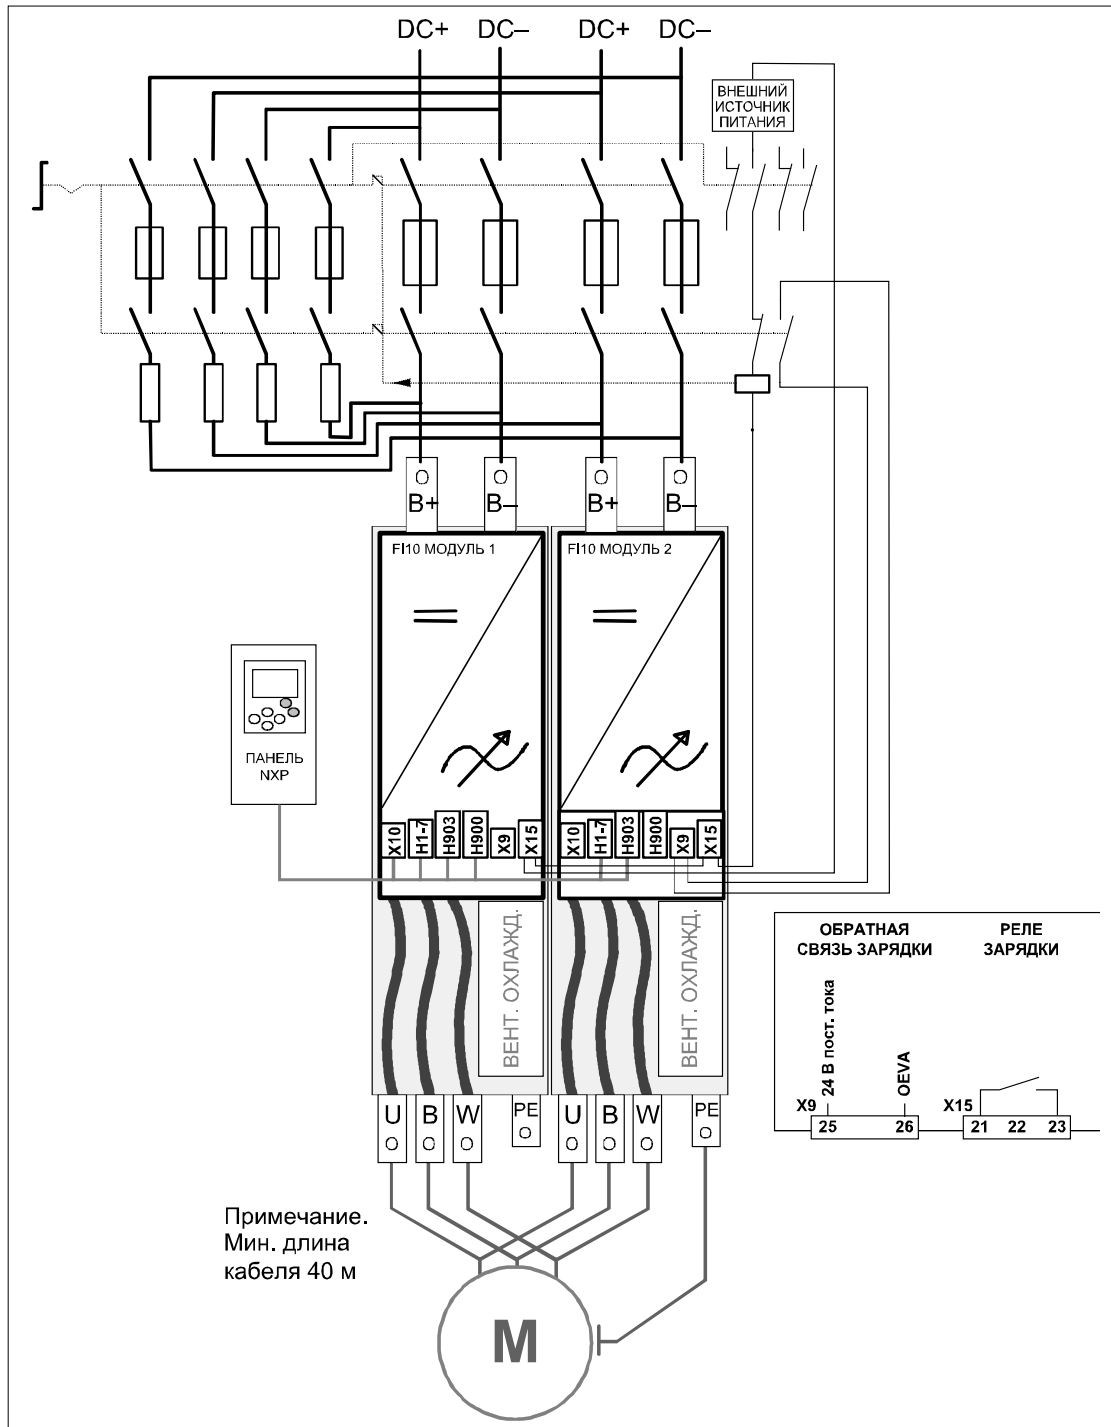 DC+ DC– DC+ DC–
ВНЕШНИЙ
ИСТОЧНИК
ПИТАНИЯ
B+ B– B+ B–
FI10 МОДУЛЬ 1
FI10 МОДУЛЬ 2
ПАНЕЛЬ
NXP
X10 H1-7 H903 H900 X9 X15
X10 H1-7 H903 H900 X9 X15
ВЕНТ. ОХЛАЖД.
ВЕНТ. ОХЛАЖД.
U В W PE U В W PE
ОБРАТНАЯ
СВЯЗЬ ЗАРЯДКИ
РЕЛЕ
ЗАРЯДКИ
24 В пост. тока
OEVA
X9
25 26
X15
21 22 23
Примечание.
Мин. длина
кабеля 40 м
M